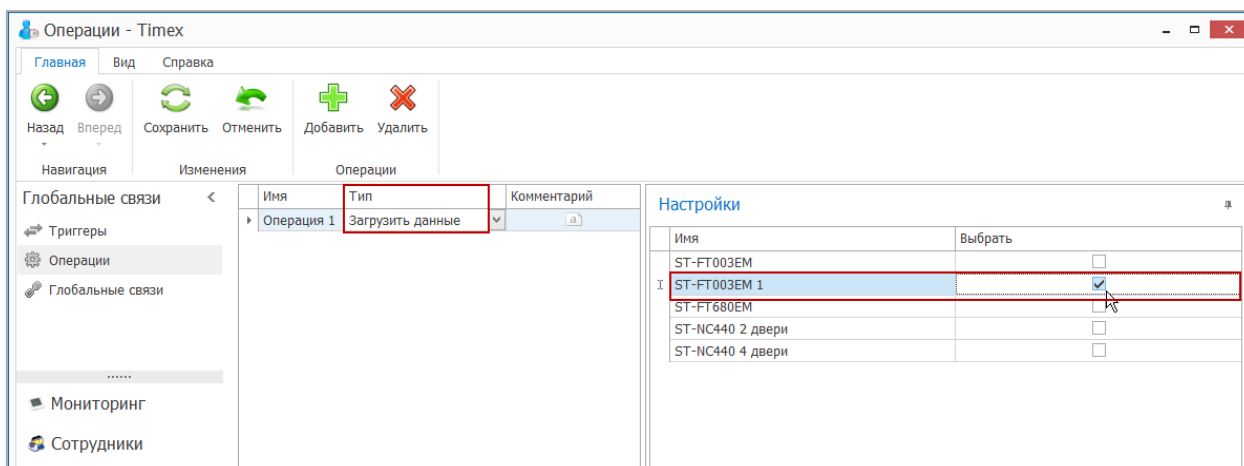 Операции - Timex
Главная Вид Справка
Назад Вперед Сохранить Отменить Добавить Удалить
Навигация Изменения Операции
Глобальные связи
Триггеры
Операции
Глобальные связи
Мониторинг
Сотрудники
Имя Тип Комментарий
Операция 1 Загрузить данные a
Настройки
Имя Выбрать
ST-FT003EM
ST-FT003EM 1
ST-FT680EM
ST-NC440 2 двери
ST-NC440 4 двери